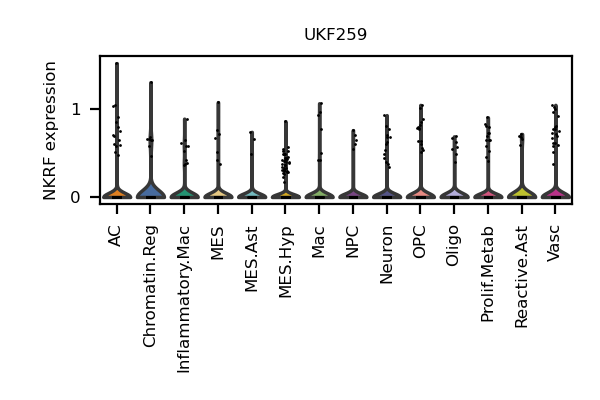 UKF259
NKRF expression
1
0
AC
Chromatin.Reg
Inflammatory.Mac
MES
MES.Ast
MES.Hyp
Mac
NPC
Neuron
OPC
Oligo
Prolif.Metab
Reactive.Ast
Vasc